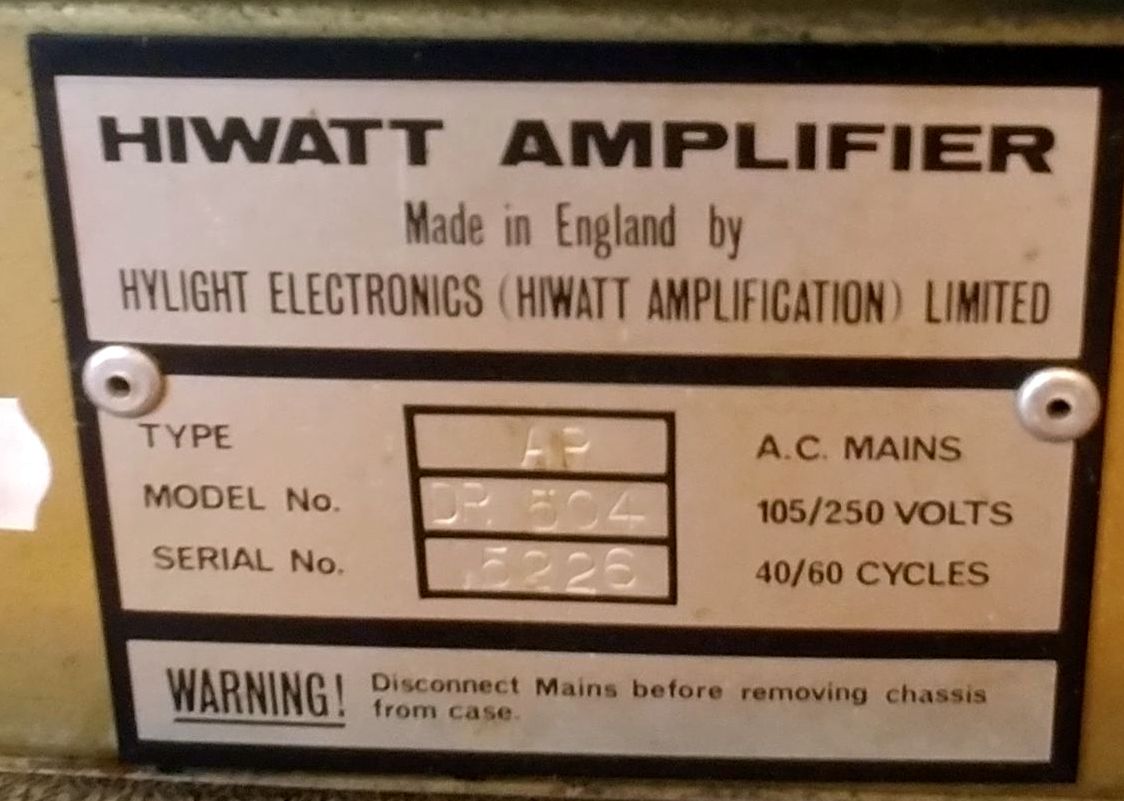 HIWATT AMPLIFIER
Made in England by
HYLIGHT ELECTRONICS (HIWATT AMPLIFICATION) LIMITED
TYPE AP A.C. MAINS
MODEL No. DR 504 105/250 VOLTS
SERIAL No. 5226 40/60 CYCLES
WARNING! Disconnect Mains before removing chassis
from case.